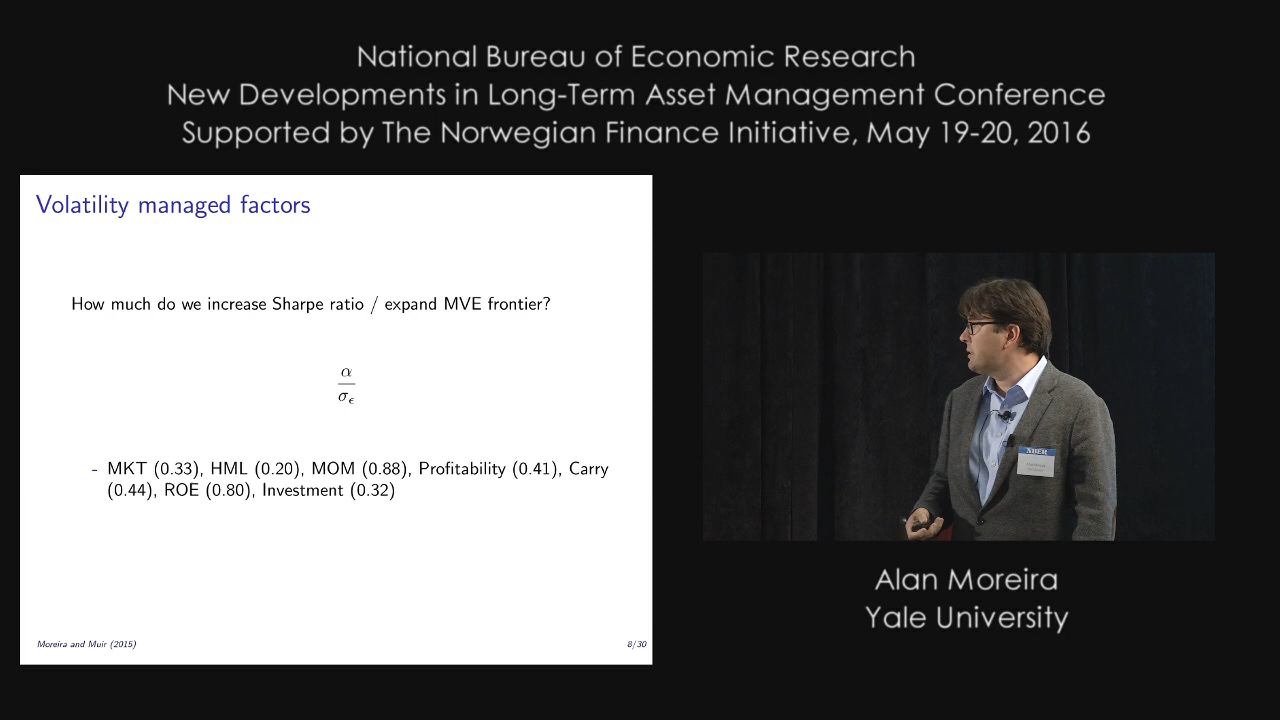 National Bureau of Economic Research
New Developments in Long-Term Asset Management Conference
Supported by The Norwegian Finance Initiative, May 19-20, 2016
Volatility managed factors
How much do we increase Sharpe ratio / expand MVE frontier?
α
σϵ
- MKT (0.33), HML (0.20), MOM (0.88), Profitability (0.41), Carry
(0.44), ROE (0.80), Investment (0.32)
Moreira and Muir (2015)
8/30
NBER
Alan Moreira
Yale University